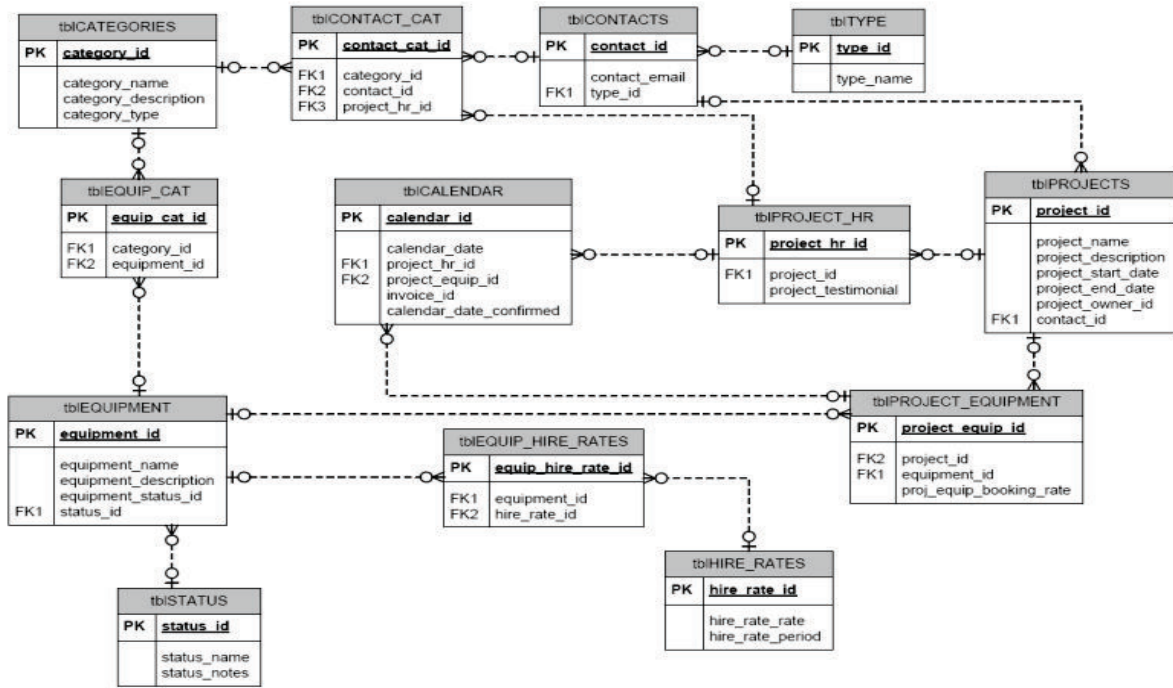 tblCATEGORIES
PK category_id
category_name
category_description
category_type
tblCONTACT_CAT
PK contact_cat_id
FK1 category_id
FK2 contact_id
FK3 project_hr_id
tblCONTACTS
PK contact_id
contact_email
FK1 type_id
tblTYPE
PK type_id
type_name
tblEQUIP_CAT
PK equip_cat_id
FK1 category_id
FK2 equipment_id
tblCALENDAR
PK calendar_id
calendar_date
FK1 project_hr_id
FK2 project_equip_id
invoice_id
calendar_date_confirmed
tblPROJECT_HR
PK project_hr_id
FK1 project_id
project_testimonial
tblPROJECTS
PK project_id
project_name
project_description
project_start_date
project_end_date
project_owner_id
FK1 contact_id
tblEQUIPMENT
PK equipment_id
equipment_name
equipment_description
equipment_status_id
FK1 status_id
tblEQUIP_HIRE_RATES
PK equip_hire_rate_id
FK1 equipment_id
FK2 hire_rate_id
tblPROJECT_EQUIPMENT
PK project_equip_id
FK2 project_id
FK1 equipment_id
proj_equip_booking_rate
tblSTATUS
PK status_id
status_name
status_notes
tblHIRE_RATES
PK hire_rate_id
hire_rate_rate
hire_rate_period